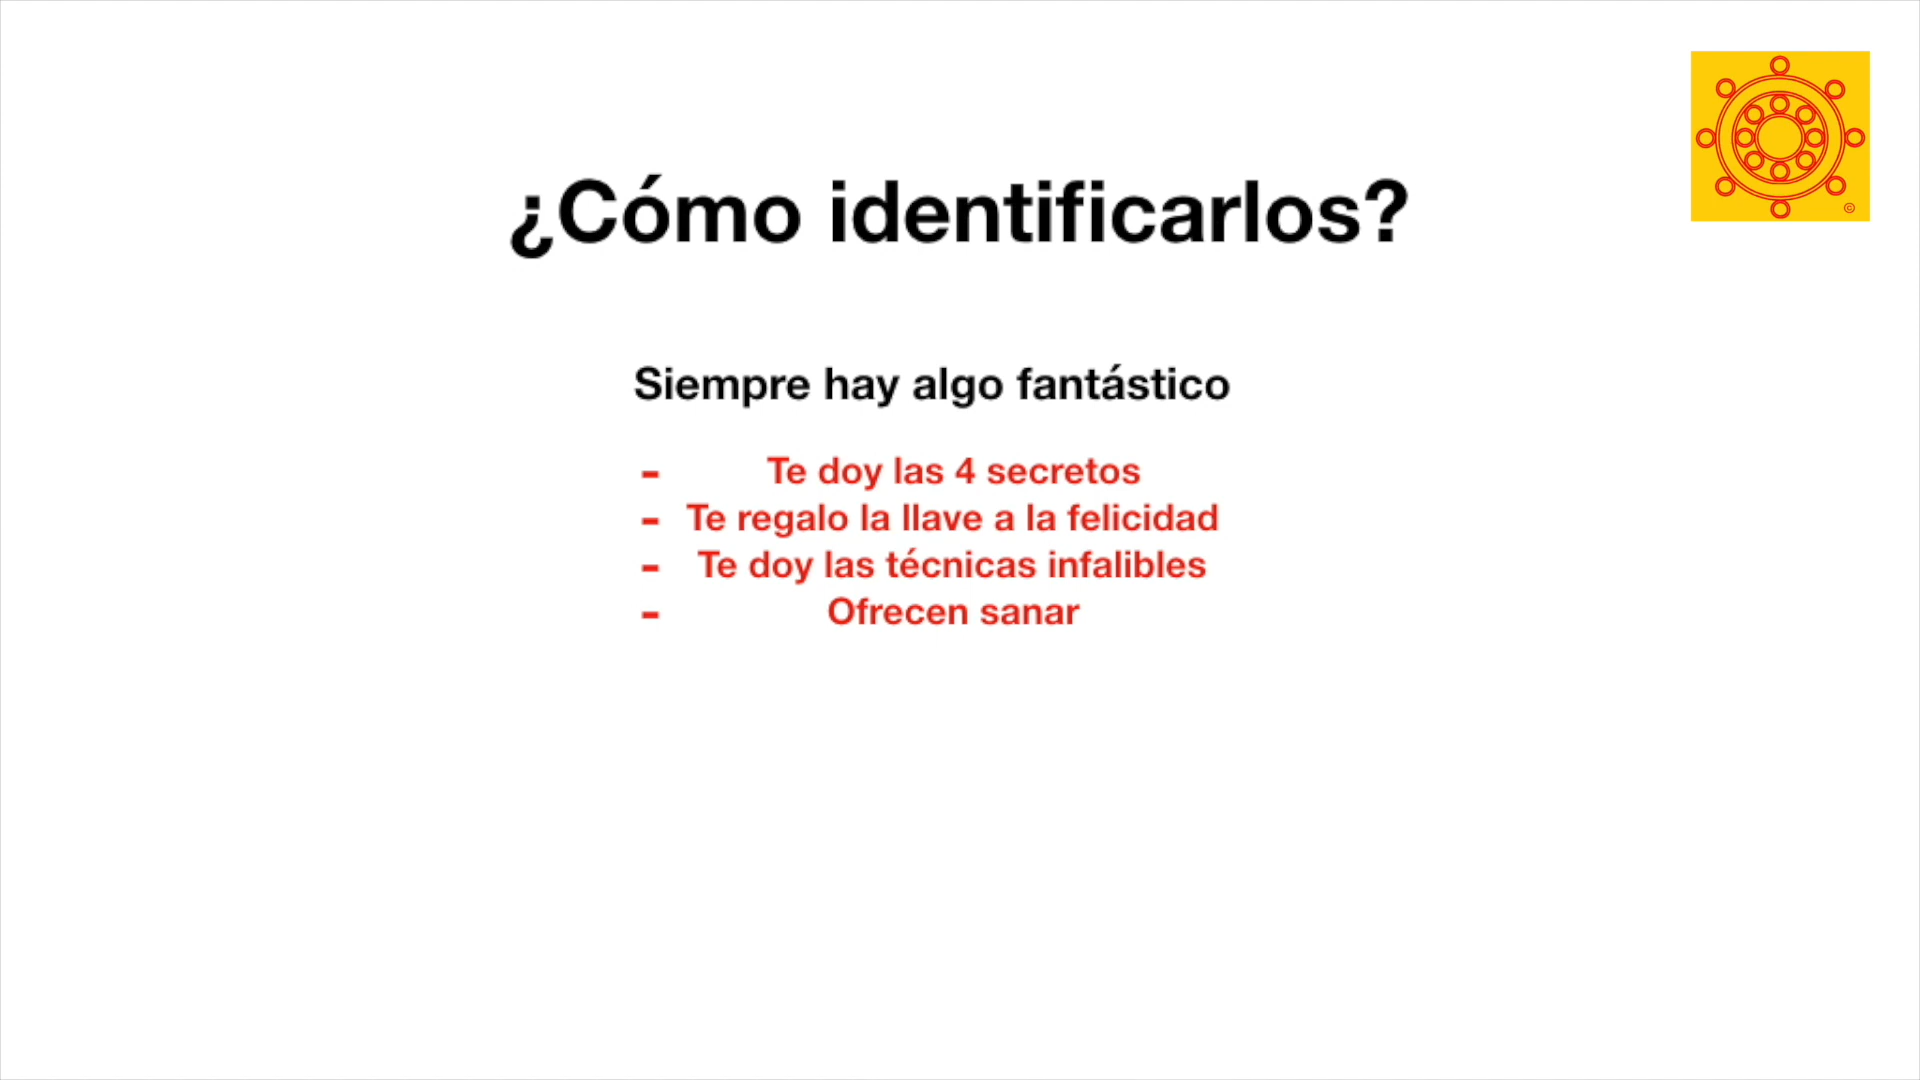 ¿Cómo identificarlos?
Siempre hay algo fantástico
- Te doy las 4 secretos
- Te regalo la llave a la felicidad
- Te doy las técnicas infalibles
- Ofrecen sanar
©